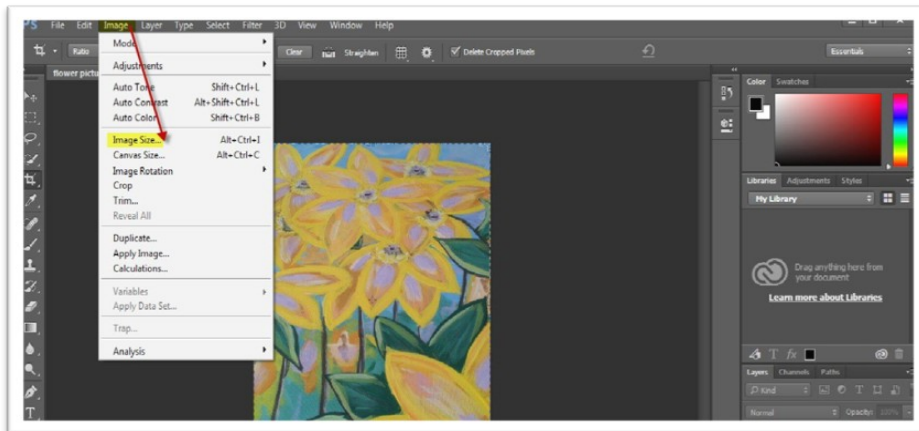 PS File Edit Image Layer Type Select Filter 3D View Window Help
Ratio Clear Straighten Delete Cropped Pixels Essentials
flower pictu
Mode
Adjustments
Auto Tone Shift+Ctrl+L
Auto Contrast Alt+Shift+Ctrl+L
Auto Color Shift+Ctrl+B
Image Size... Alt+Ctrl+I
Canvas Size... Alt+Ctrl+C
Image Rotation
Crop
Trim...
Reveal All
Duplicate...
Apply Image...
Calculations...
Variables
Apply Data Set...
Trap...
Analysis
Color Swatches
Libraries Adjustments Styles
My Library
Drag anything here from
your document
Learn more about Libraries
T fx
Layers Channels Paths
Kind T
Normal Opacity: 100%
T